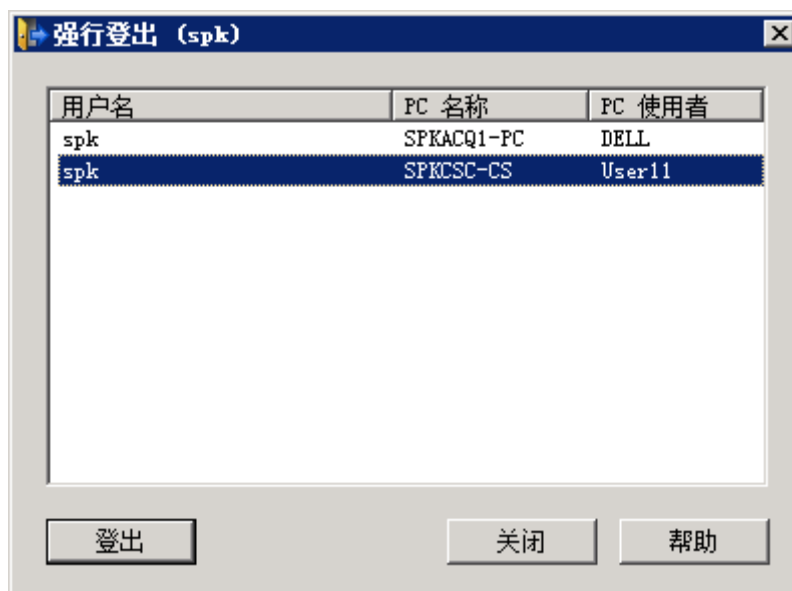 强行登出 (spk)
用户名 PC 名称 PC 使用者
spk SPKACQ1-PC DELL
spk SPKCSC-CS User11
登出 关闭 帮助